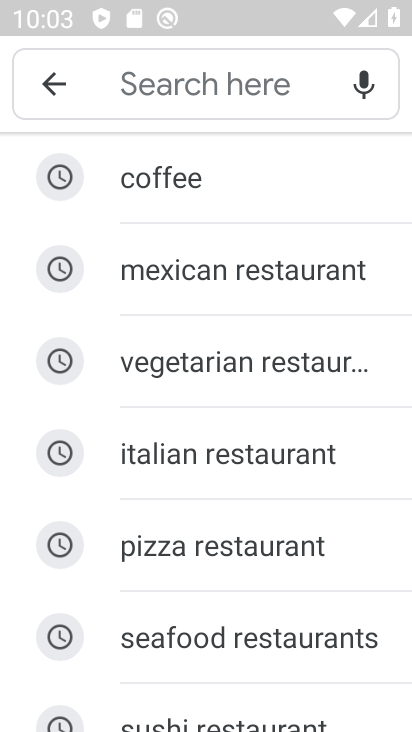 10:03
Search here
coffee
mexican restaurant
vegetarian restaur...
italian restaurant
pizza restaurant
seafood restaurants
sushi restaurant